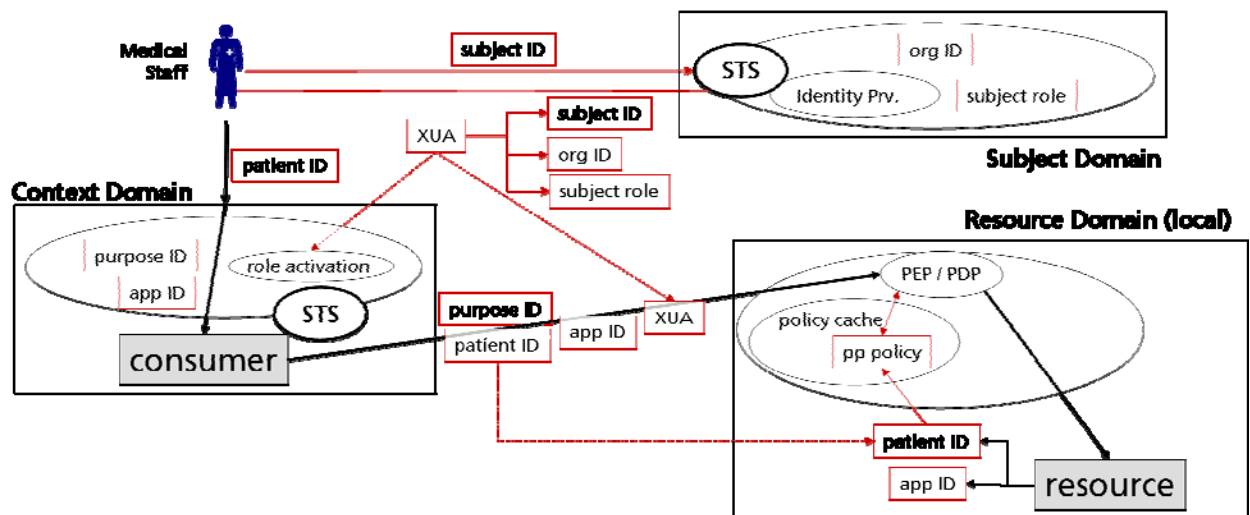 Medical
Staff
subject ID
STS
org ID
Identity Prv.
subject role
Subject Domain
XUA
subject ID
org ID
subject role
patient ID
Context Domain
purpose ID
app ID
role activation
STS
consumer
purpose ID
patient ID
app ID
XUA
Resource Domain (local)
PEP / PDP
policy cache
pp policy
patient ID
app ID
resource